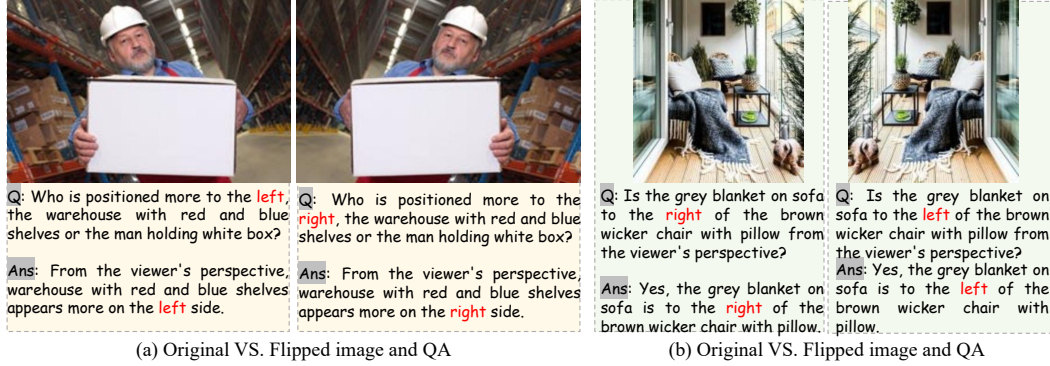 Q: Who is positioned more to the left,
the warehouse with red and blue
shelves or the man holding white box?
Ans: From the viewer's perspective,
warehouse with red and blue shelves
appears more on the left side.
Q: Who is positioned more to the
right, the warehouse with red and blue
shelves or the man holding white box?
Ans: From the viewer's perspective,
warehouse with red and blue shelves
appears more on the right side.
(a) Original VS. Flipped image and QA
Q: Is the grey blanket on sofa
to the right of the brown
wicker chair with pillow from
the viewer's perspective?
Ans: Yes, the grey blanket on
sofa is to the right of the
brown wicker chair with pillow.
Q: Is the grey blanket on
sofa to the left of the brown
wicker chair with pillow from
the viewer's perspective?
Ans: Yes, the grey blanket on
sofa is to the left of the
brown wicker chair with
pillow.
(b) Original VS. Flipped image and QA